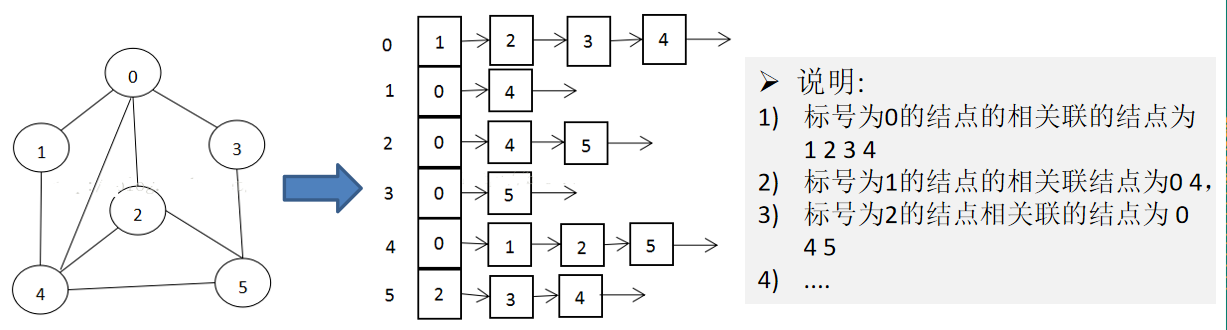 0
1
3
2
4
5
0 1 2 3 4
1 0 4
2 0 4 5
3 0 5
4 0 1 2 5
5 2 3 4
➢ 说明:
1) 标号为0的结点的相关联的结点为
1 2 3 4
2) 标号为1的结点的相关联结点为0 4，
3) 标号为2的结点相关联的结点为 0
4 5
4) ....